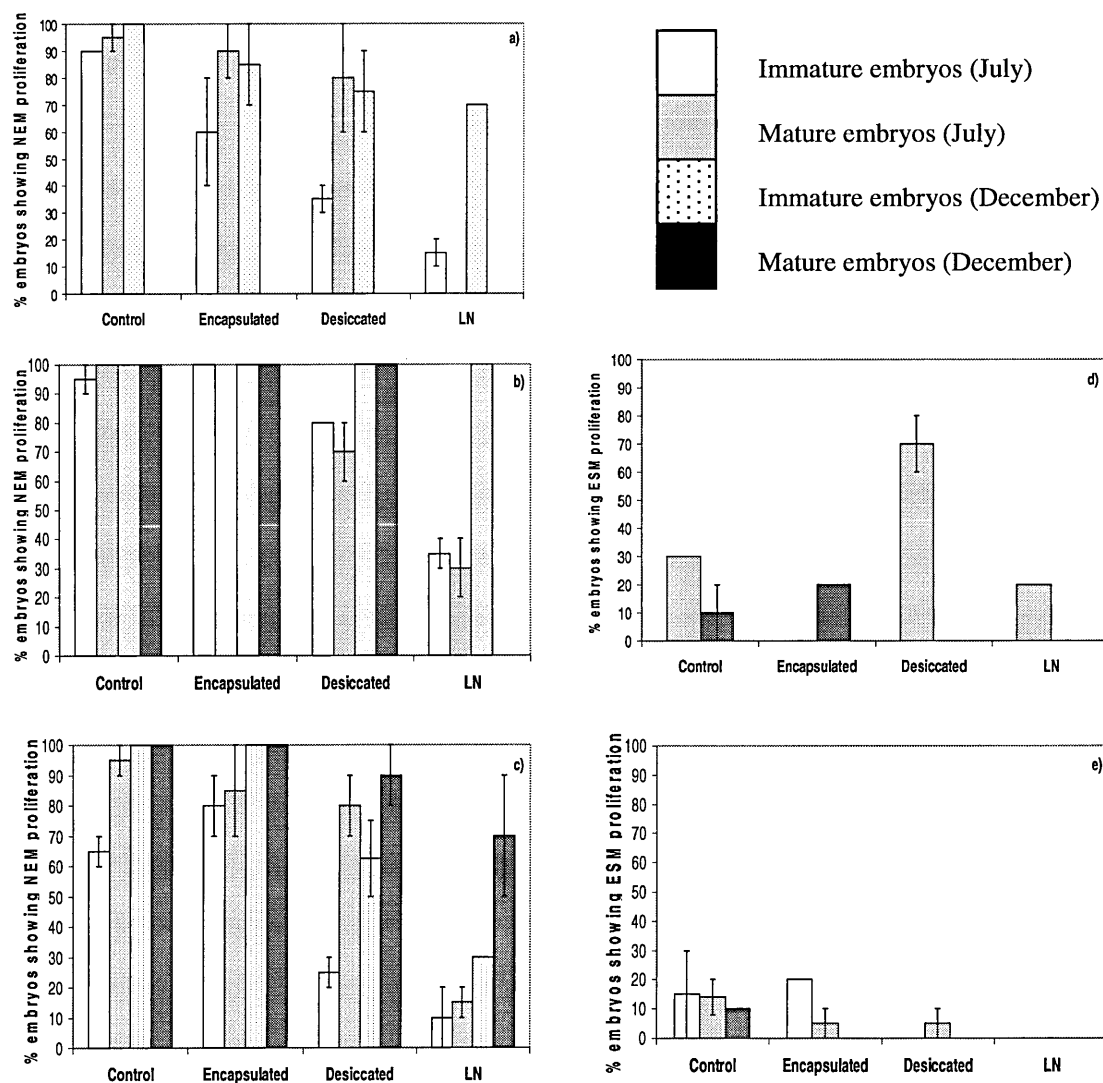 a)
% embryos showing NEM proliferation
100
90
80
70
60
50
40
30
20
10
0
Control Encapsulated Desiccated LN
Immature embryos (July)
Mature embryos (July)
Immature embryos (December)
Mature embryos (December)
b)
% embryos showing NEM proliferation
100
90
80
70
60
50
40
30
20
10
0
Control Encapsulated Desiccated LN
d)
% embryos showing ESM proliferation
100
90
80
70
60
50
40
30
20
10
0
Control Encapsulated Desiccated LN
c)
% embryos showing NEM proliferation
100
90
80
70
60
50
40
30
20
10
0
Control Encapsulated Desiccated LN
e)
% embryos showing ESM proliferation
100
90
80
70
60
50
40
30
20
10
0
Control Encapsulated Desiccated LN